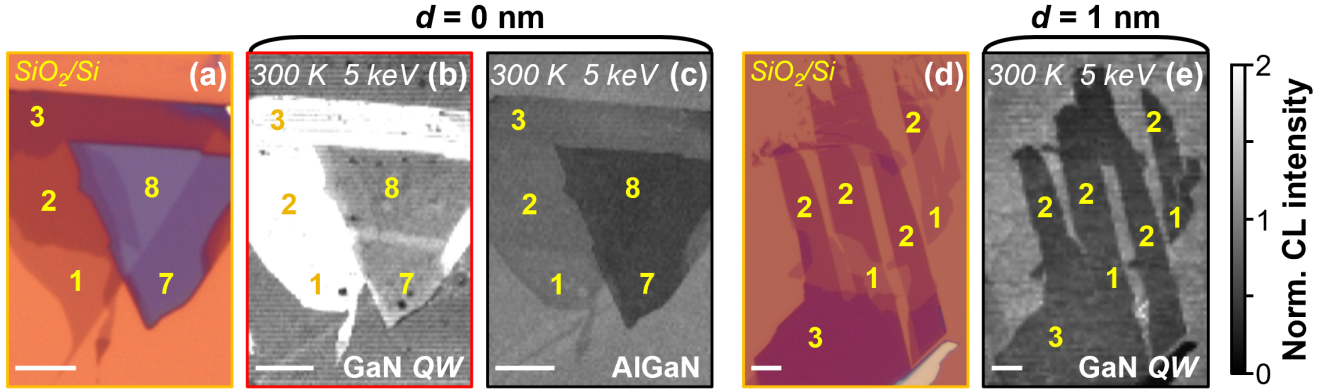 d = 0 nm
d = 1 nm
SiO2/Si (a)
3
2
8
1
7
300 K 5 keV (b)
3
2
8
1
7
GaN QW
300 K 5 keV (c)
3
2
8
1
7
AlGaN
SiO2/Si (d)
2
2
2
2
1
1
3
300 K 5 keV (e)
2
2
2
2
1
1
3
GaN QW
2
1
0
Norm. CL intensity